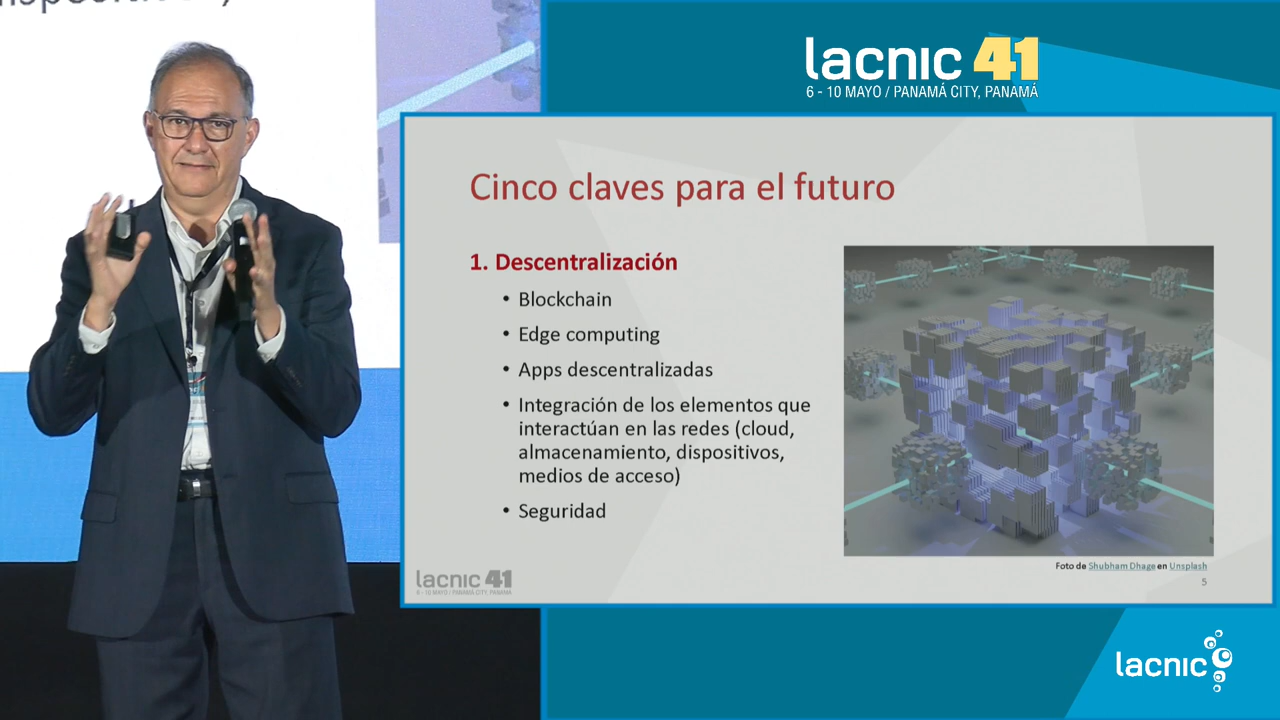 lacnic 41
6 - 10 MAYO / PANAMÁ CITY, PANAMÁ
Cinco claves para el futuro
1. Descentralización
• Blockchain
• Edge computing
• Apps descentralizadas
• Integración de los elementos que
interactúan en las redes (cloud,
almacenamiento, dispositivos,
medios de acceso)
• Seguridad
Foto de Shubham Dhage en Unsplash
5
lacnic 41
6 - 10 MAYO / PANAMÁ CITY, PANAMÁ
lacnic